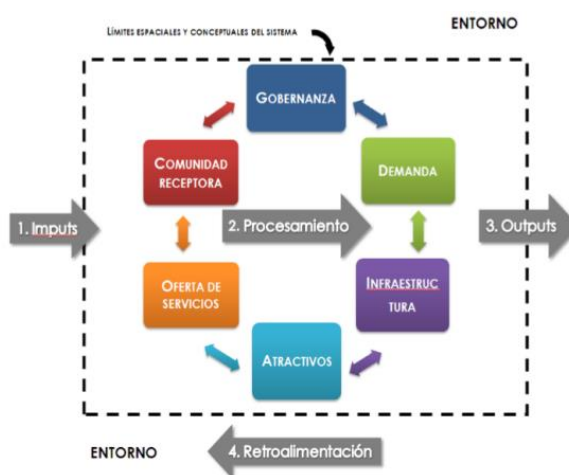 ENTORNO
LÍMITES ESPACIALES Y CONCEPTUALES DEL SISTEMA
GOBERNANZA
COMUNIDAD
RECEPTORA
DEMANDA
1. Imputs
2. Procesamiento
3. Outputs
OFERTA DE
SERVICIOS
INFRAESTRUC
TURA
ATRACTIVOS
ENTORNO
4. Retroalimentación